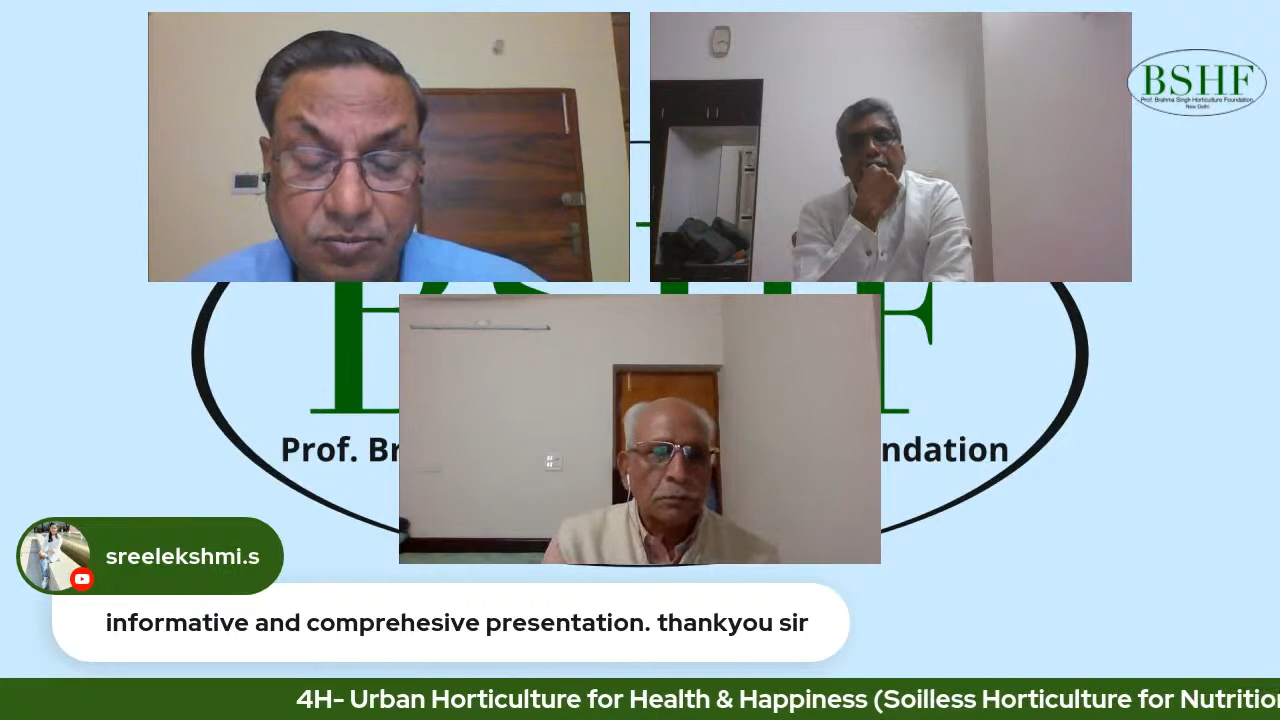 BSHF
Prof. Brahma Singh Horticulture Foundation
New Delhi
Prof. Br
ndation
sreelekshmi.s
informative and comprehesive presentation. thankyou sir
4H- Urban Horticulture for Health & Happiness (Soilless Horticulture for Nutrition